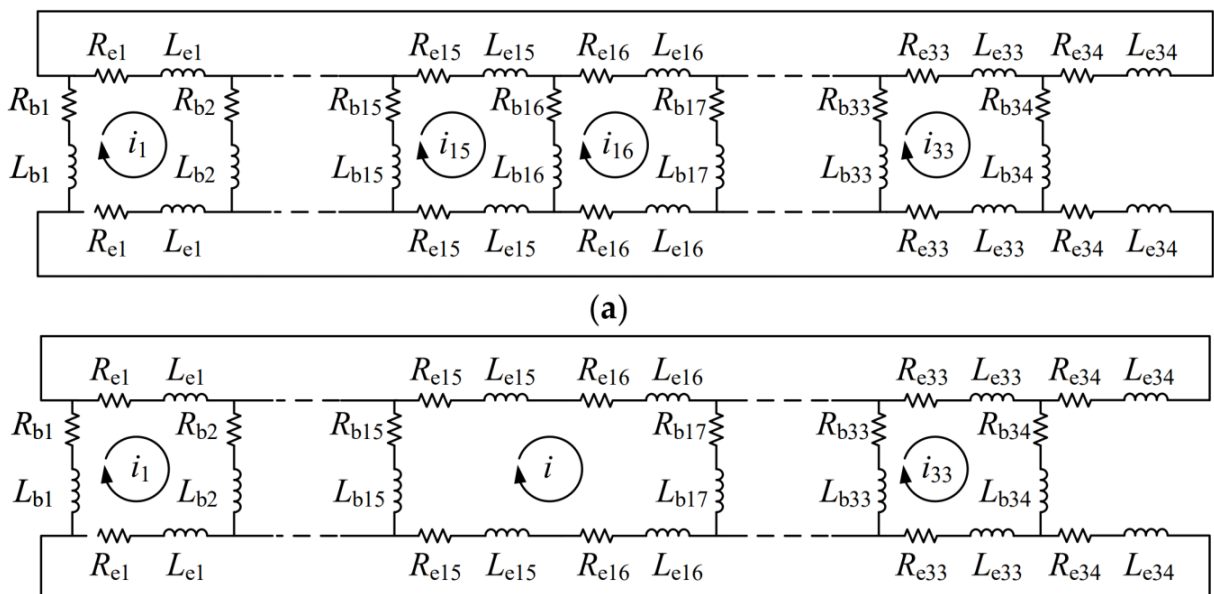 Re1 Le1 Re15 Le15 Re16 Le16 Re33 Le33 Re34 Le34
Rb1 Rb2 Rb15 Rb16 Rb17 Rb33 Rb34
i1 i15 i16 i33
Lb1 Lb2 Lb15 Lb16 Lb17 Lb33 Lb34
Re1 Le1 Re15 Le15 Re16 Le16 Re33 Le33 Re34 Le34
(a)
Re1 Le1 Re15 Le15 Re16 Le16 Re33 Le33 Re34 Le34
Rb1 Rb2 Rb15 Rb17 Rb33 Rb34
i1 i i33
Lb1 Lb2 Lb15 Lb17 Lb33 Lb34
Re1 Le1 Re15 Le15 Re16 Le16 Re33 Le33 Re34 Le34